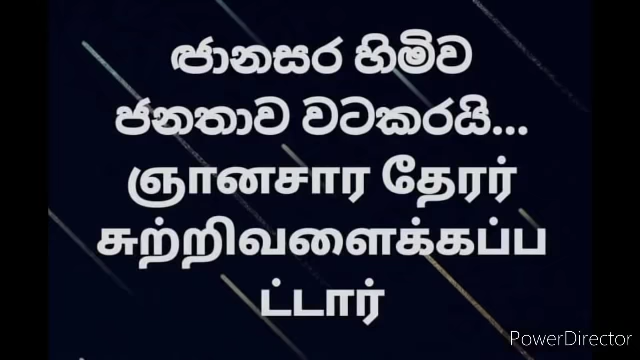 ඥානසර හිමිව
ජනතාව වටකරයි...
ஞானசார தேரர்
சுற்றிவளைக்கப்ப
ட்டார்
PowerDirector